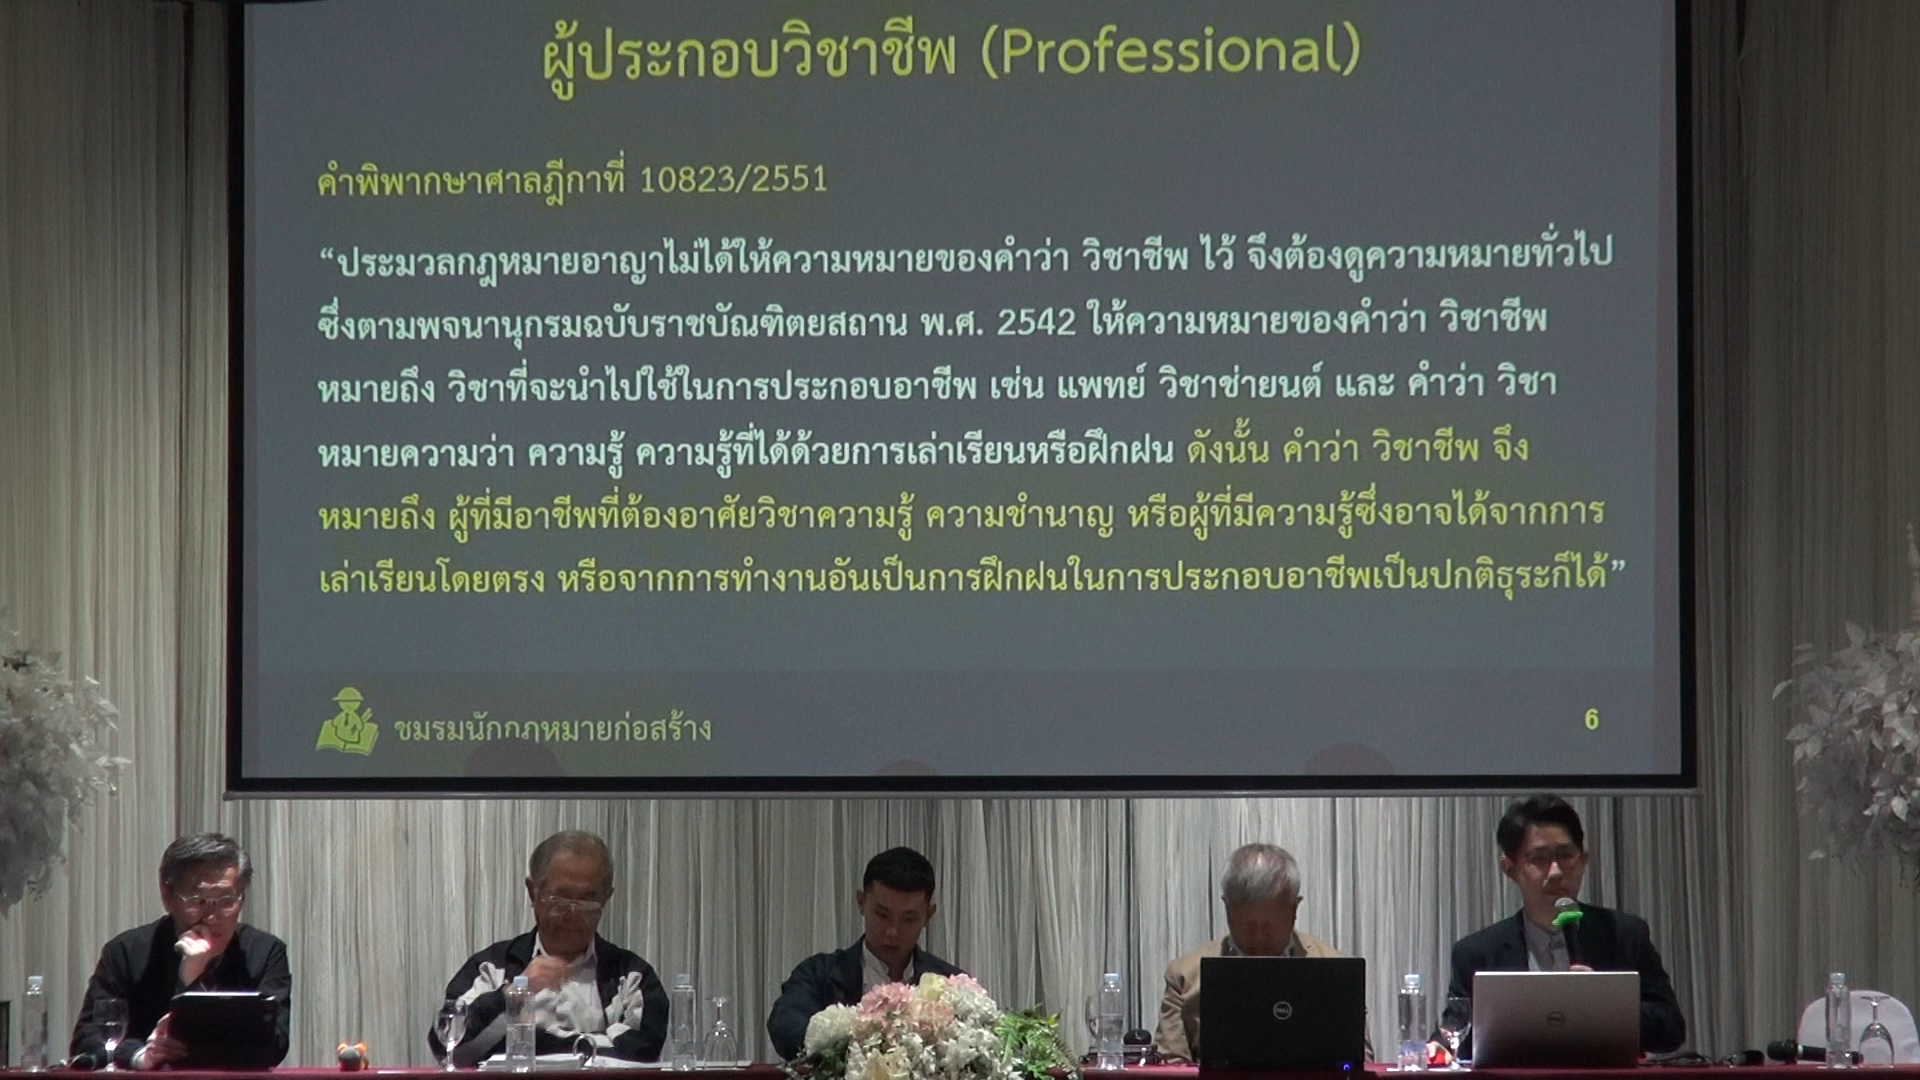 ผู้ประกอบวิชาชีพ (Professional)
คำพิพากษาศาลฎีกาที่ 10823/2551
“ประมวลกฎหมายอาญาไม่ได้ให้ความหมายของคำว่า วิชาชีพ ไว้ จึงต้องดูความหมายทั่วไป
ซึ่งตามพจนานุกรมฉบับราชบัณฑิตยสถาน พ.ศ. 2542 ให้ความหมายของคำว่า วิชาชีพ
หมายถึง วิชาที่จะนำไปใช้ในการประกอบอาชีพ เช่น แพทย์ วิชาช่ายนต์ และ คำว่า วิชา
หมายความว่า ความรู้ ความรู้ที่ได้ด้วยการเล่าเรียนหรือฝึกฝน ดังนั้น คำว่า วิชาชีพ จึง
หมายถึง ผู้ที่มีอาชีพที่ต้องอาศัยวิชาความรู้ ความชำนาญ หรือผู้ที่มีความรู้ซึ่งอาจได้จากการ
เล่าเรียนโดยตรง หรือจากการทำงานอันเป็นการฝึกฝนในการประกอบอาชีพเป็นปกติธุระก็ได้”
ชมรมนักกฎหมายก่อสร้าง
6
DELL